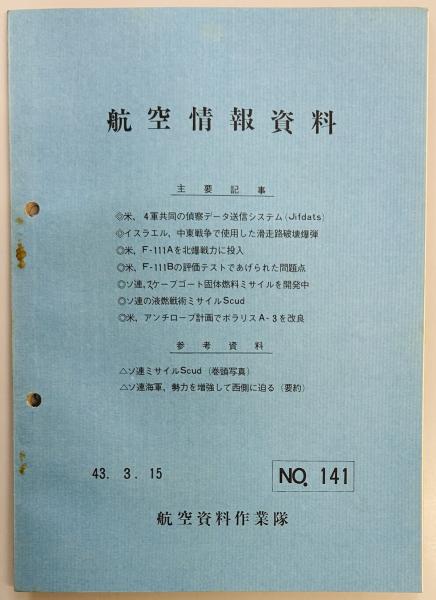 航空情報資料
主要記事
◎米、4軍共同の偵察データ送信システム(Jifdats)
◎イスラエル、中東戦争で使用した滑走路破壊爆弾
◎米、F-111Aを北爆戦力に投入
◎米、F-111Bの評価テストであげられた問題点
◎ソ連、スケープゴート固体燃料ミサイルを開発中
◎ソ連の液燃戦術ミサイルScud
◎米、アンチロープ計画でポラリスA-3を改良
参考資料
△ソ連ミサイルScud(巻頭写真)
△ソ連海軍、勢力を増強して西側に迫る(要約)
43. 3. 15
NO. 141
航空資料作業隊